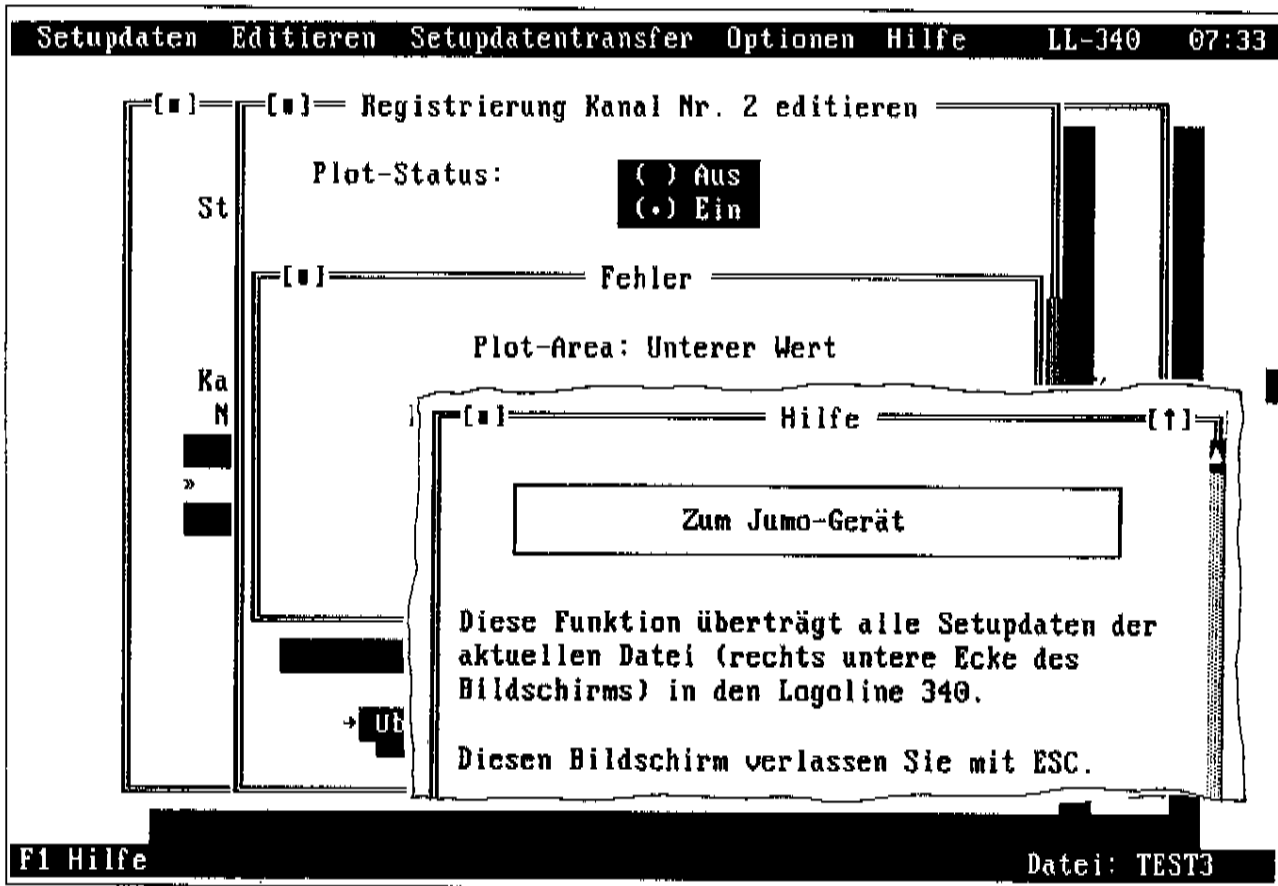 Setupdaten Editieren Setupdatentransfer Optionen Hilfe LL-340 07:33
[■] [■] Registrierung Kanal Nr. 2 editieren
Plot-Status: ( ) Aus
St (•) Ein
[■] Fehler
Plot-Area: Unterer Wert
Ka
N
[■] Hilfe [↑]
»
Zum Jumo-Gerät
Diese Funktion überträgt alle Setupdaten der
aktuellen Datei (rechts untere Ecke des
Bildschirms) in den Logoline 340.
→
Diesen Bildschirm verlassen Sie mit ESC.
F1 Hilfe Datei: TEST3